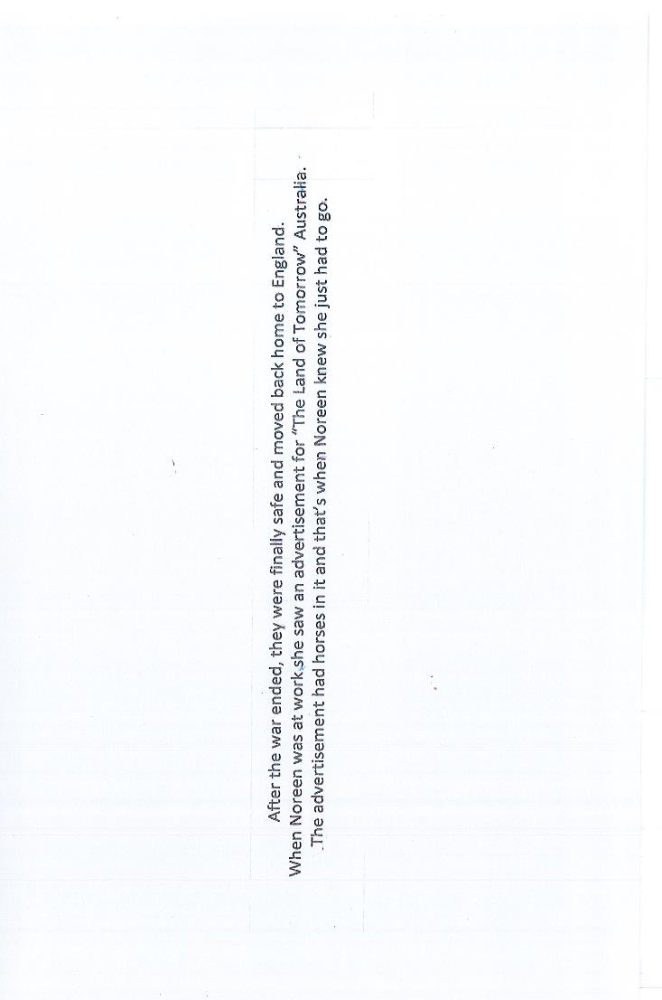 After the war ended, they were finally safe and moved back home to England.
When Noreen was at work, she saw an advertisement for “The Land of Tomorrow” Australia.
The advertisement had horses in it and that’s when Noreen knew she just had to go.